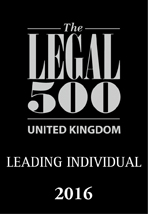 The
LEGAL
500
UNITED KINGDOM
LEADING INDIVIDUAL
2016